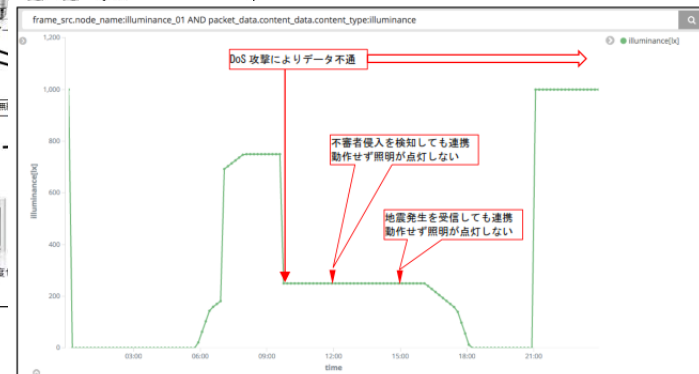 frame_src.node_name:illuminance_01 AND packet_data.content_data.content_type:illuminance
1,200
illuminance[lx]
DoS 攻撃によりデータ不通
1,000
不審者侵入を検知しても連携
動作せず照明が点灯しない
800
illuminance[lx]
600
地震発生を受信しても連携
動作せず照明が点灯しない
400
200
0
03:00
06:00
09:00
12:00
15:00
18:00
21:00
time